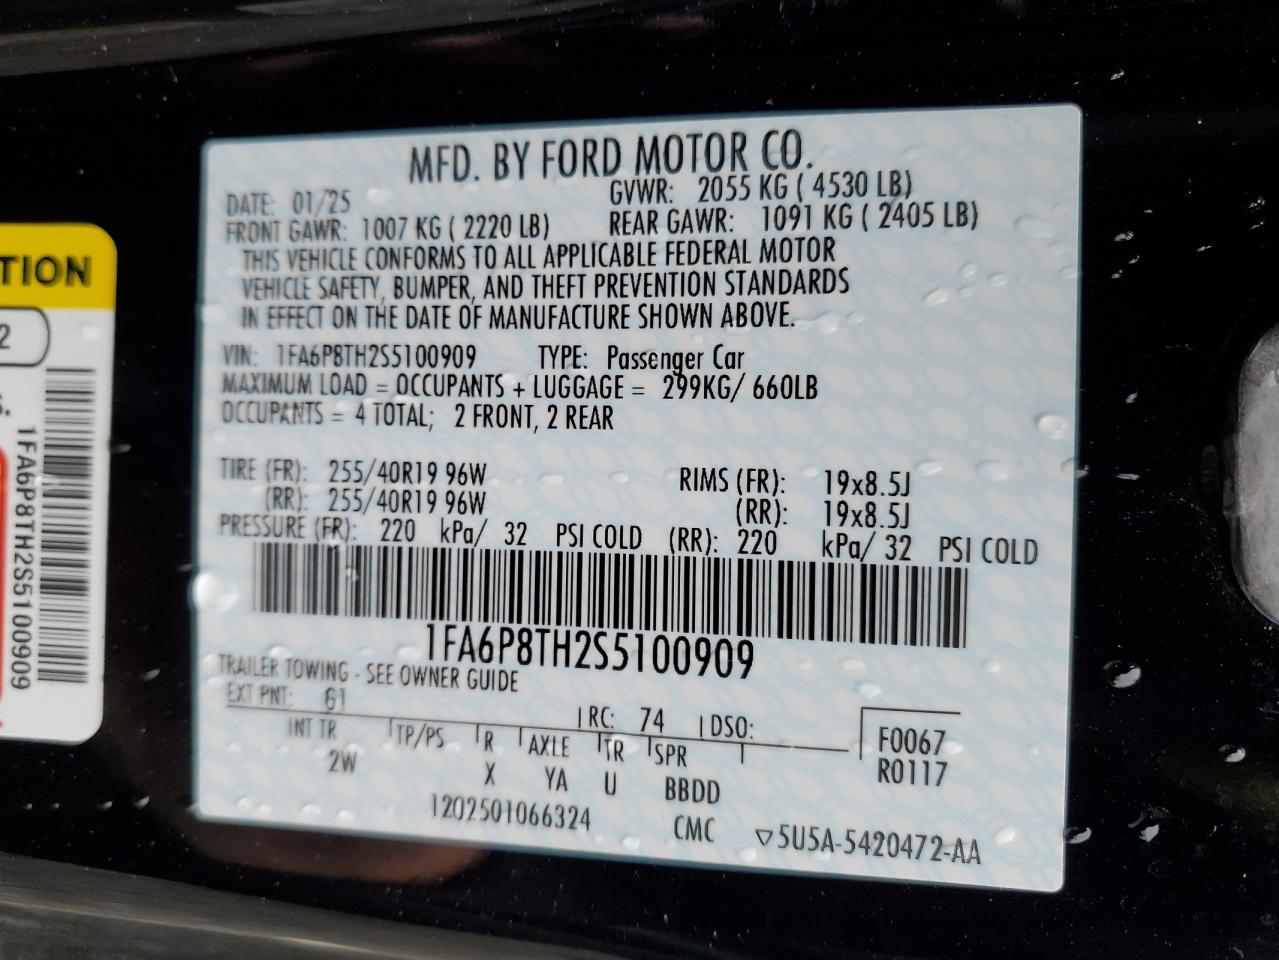 MFD. BY FORD MOTOR CO.
DATE: 01/25 GVWR: 2055 KG ( 4530 LB)
FRONT GAWR: 1007 KG ( 2220 LB) REAR GAWR: 1091 KG ( 2405 LB)
THIS VEHICLE CONFORMS TO ALL APPLICABLE FEDERAL MOTOR
VEHICLE SAFETY, BUMPER, AND THEFT PREVENTION STANDARDS
IN EFFECT ON THE DATE OF MANUFACTURE SHOWN ABOVE.
VIN: 1FA6P8TH2S5100909 TYPE: Passenger Car
MAXIMUM LOAD = OCCUPANTS + LUGGAGE = 299KG/ 660LB
OCCUPANTS = 4 TOTAL; 2 FRONT, 2 REAR
TIRE (FR): 255/40R19 96W RIMS (FR): 19x8.5J
(RR): 255/40R19 96W (RR): 19x8.5J
PRESSURE (FR): 220 kPa/ 32 PSI COLD (RR): 220 kPa/ 32 PSI COLD
1FA6P8TH2S5100909
TRAILER TOWING - SEE OWNER GUIDE
EXT PNT: G1 RC: 74 DSO:
INT TR TP/PS R AXLE TR SPR F0067
2W X YA U BBDD R0117
1202501066324 CMC ▽5U5A-5420472-AA
TION
2
S.
1FA6P8TH2S5100909